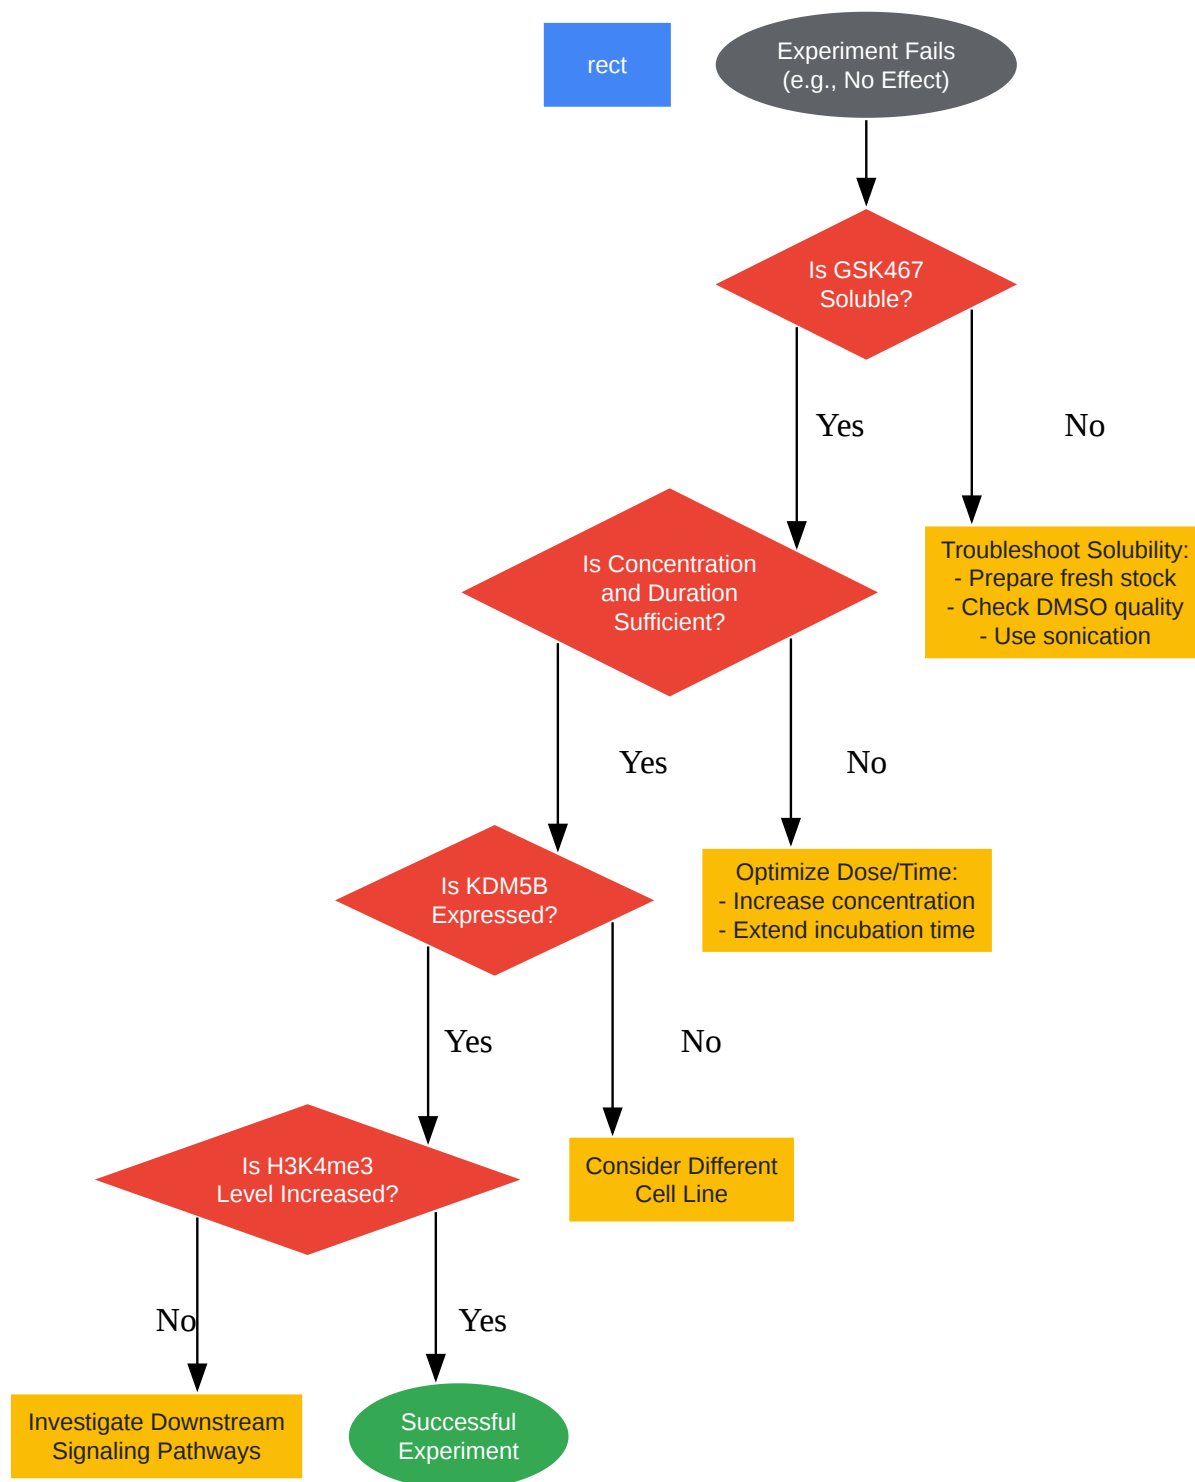 rect
Experiment Fails
(e.g., No Effect)
Is GSK467
Soluble?
Yes
No
Is Concentration
and Duration
Sufficient?
Troubleshoot Solubility:
- Prepare fresh stock
- Check DMSO quality
- Use sonication
Yes
No
Is KDM5B
Expressed?
Optimize Dose/Time:
- Increase concentration
- Extend incubation time
Yes
No
Is H3K4me3
Level Increased?
Consider Different
Cell Line
No
Yes
Investigate Downstream
Signaling Pathways
Successful
Experiment